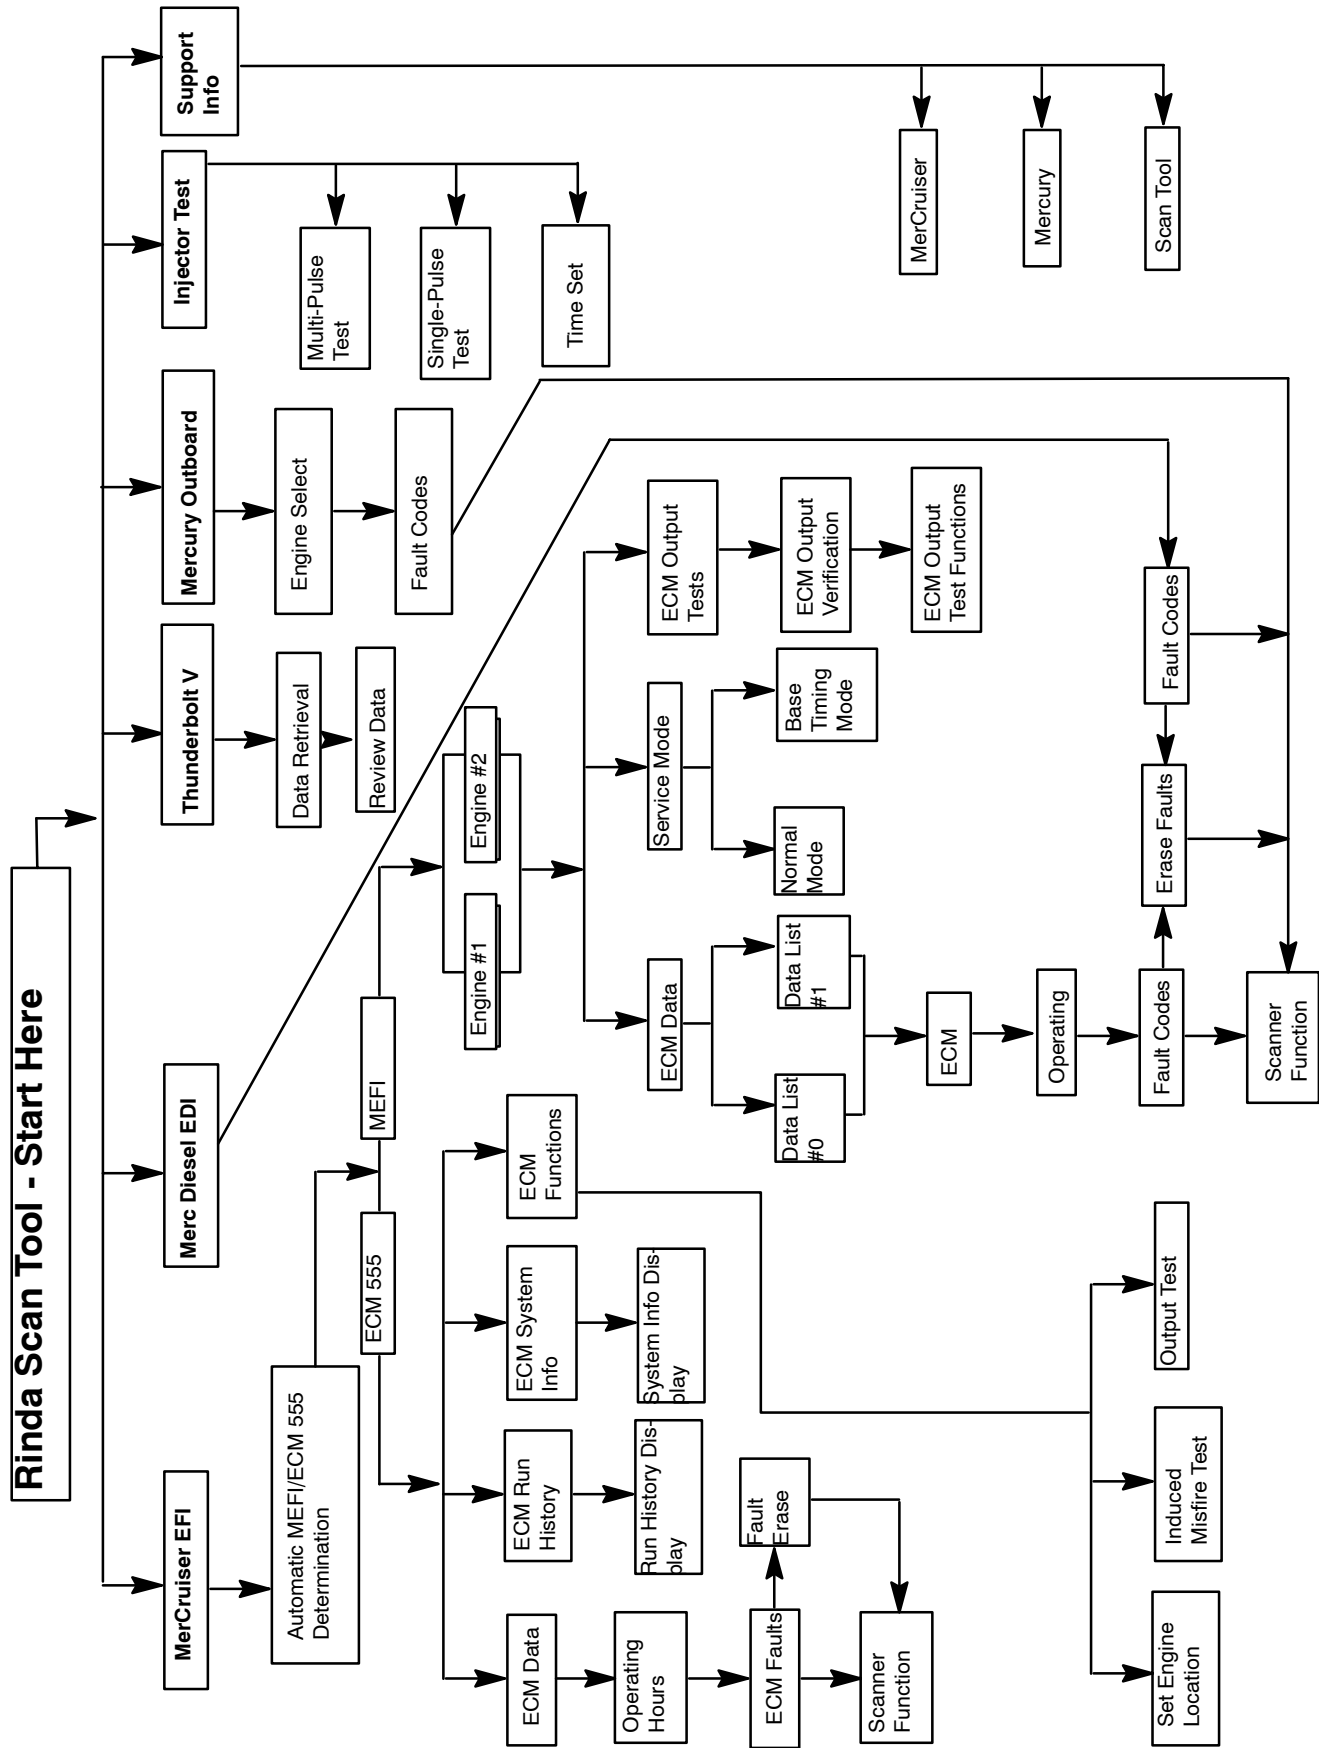 Rinda Scan Tool - Start Here
MerCruiser EFI
Merc Diesel EDI
Thunderbolt V
Mercury Outboard
Injector Test
Support
Info
Automatic MEFI/ECM 555
Determination
Data Retrieval
Review Data
Engine Select
Fault Codes
Multi-Pulse
Test
Single-Pulse
Test
Time Set
ECM 555
MEFI
Engine #1
Engine #2
ECM Data
ECM Run
History
ECM System
Info
ECM
Functions
Operating
Hours
Run History Dis-
play
System Info Dis-
play
ECM Faults
Fault
Erase
Scanner
Function
ECM Data
Service Mode
ECM Output
Tests
Data List
#0
Data List
#1
Normal
Mode
Base
Timing
Mode
ECM Output
Verification
ECM Output
Test Functions
ECM
Operating
Fault Codes
Erase Faults
Fault Codes
Scanner
Function
MerCruiser
Mercury
Scan Tool
Set Engine
Location
Induced
Misfire Test
Output Test